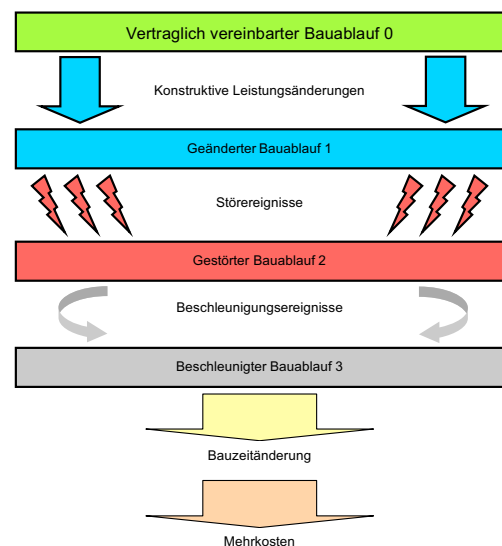 Vertraglich vereinbarter Bauablauf 0
Konstruktive Leistungsänderungen
Geänderter Bauablauf 1
Störereignisse
Gestörter Bauablauf 2
Beschleunigungsereignisse
Beschleunigter Bauablauf 3
Bauzeitänderung
Mehrkosten